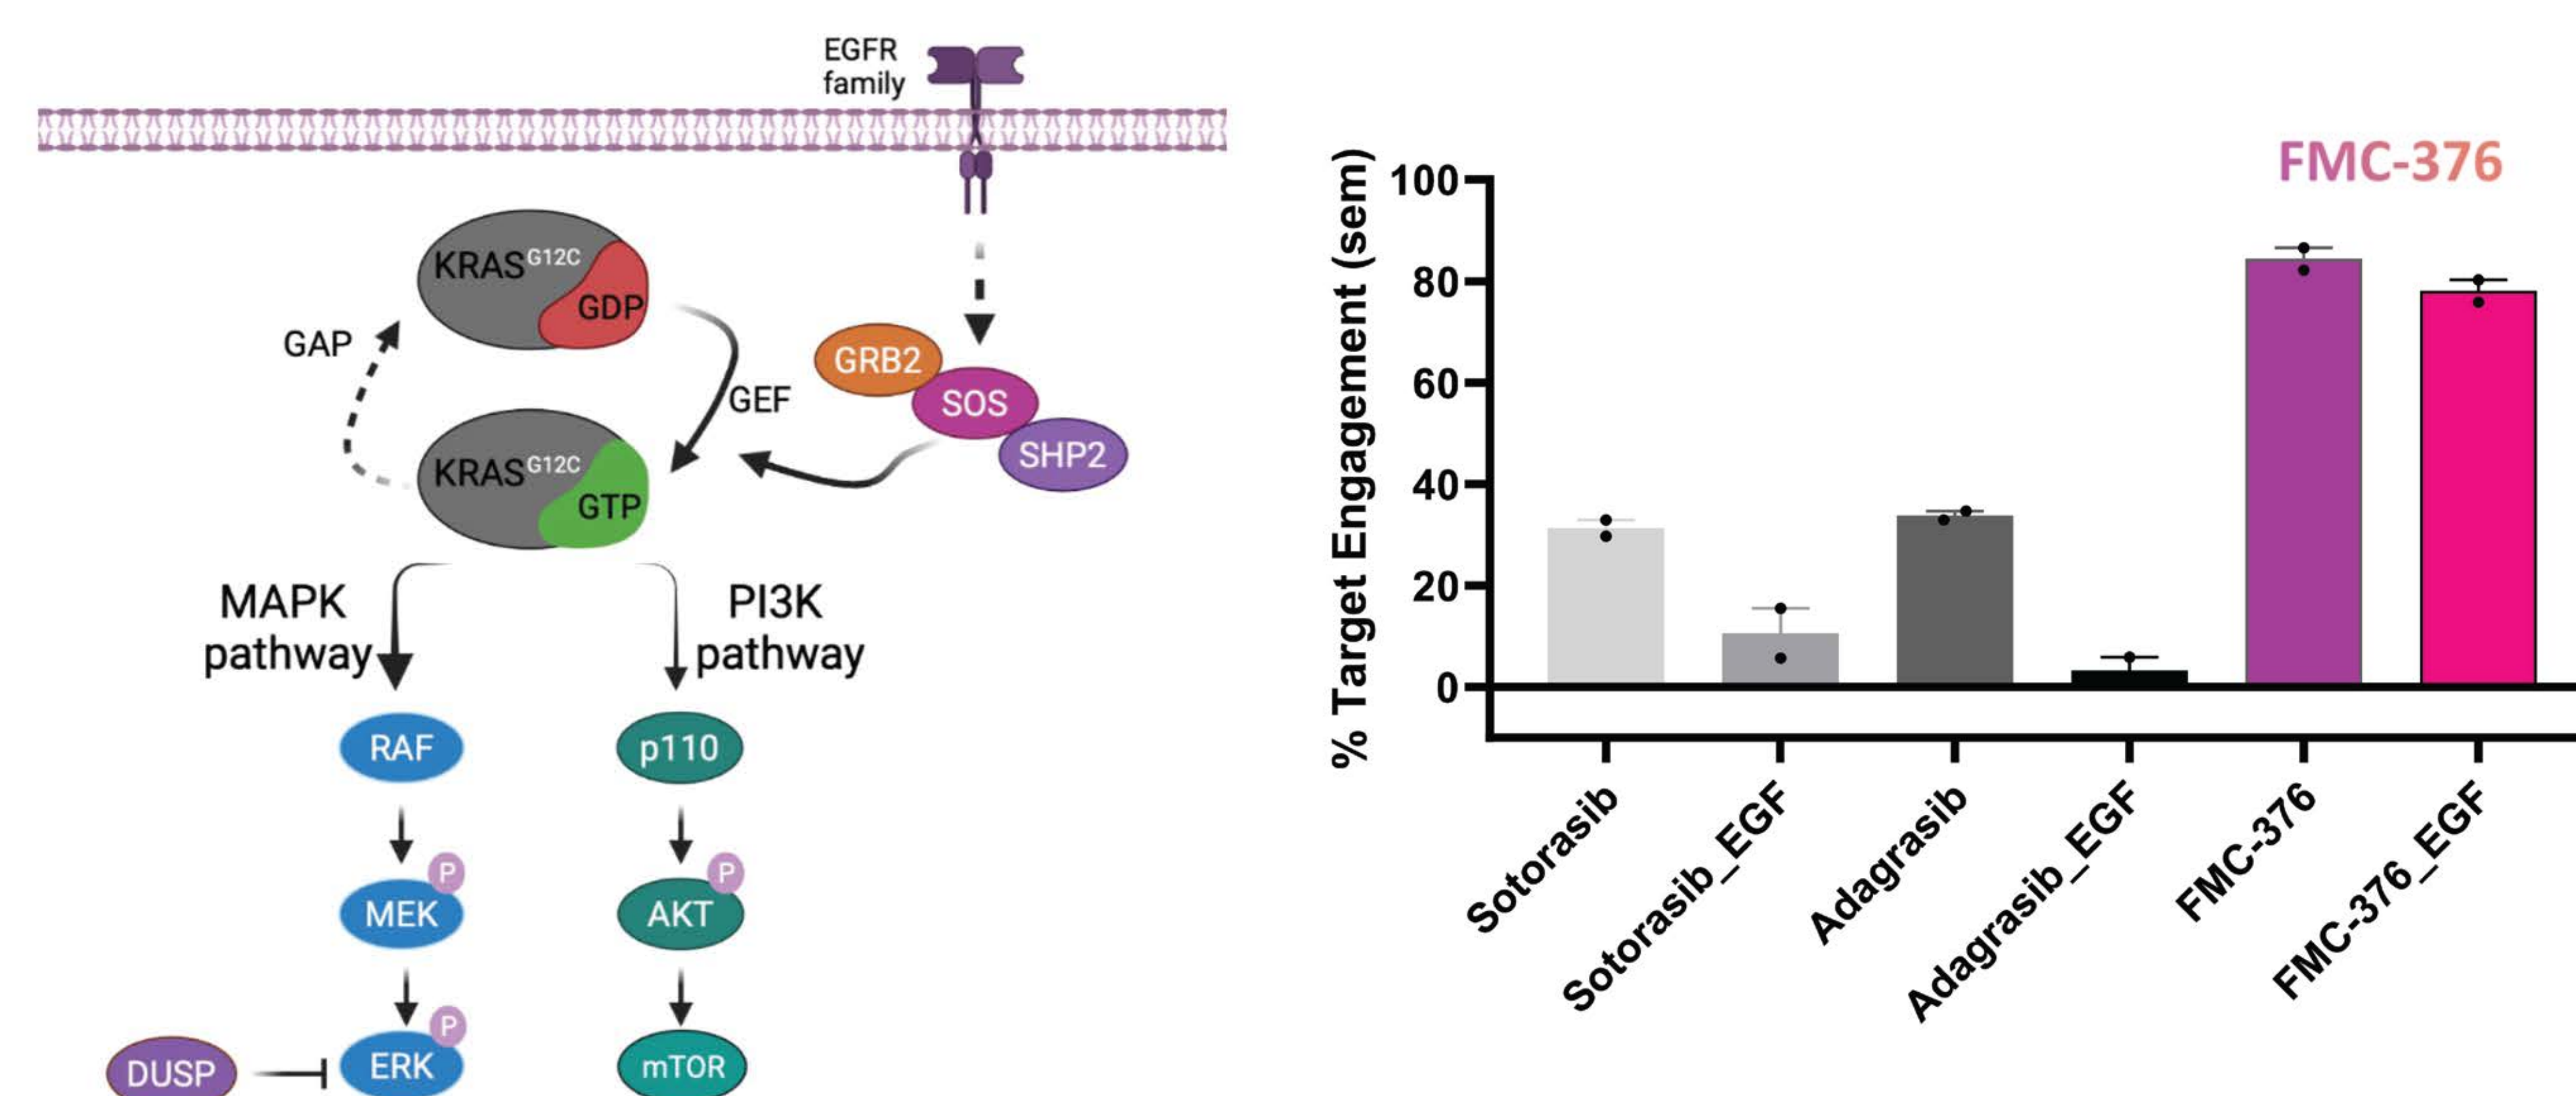 EGFR
family
KRAS G12C
GDP
GAP
GEF
GRB2
SOS
SHP2
KRAS G12C
GTP
MAPK
pathway
PI3K
pathway
RAF
p110
P
MEK
P
AKT
P
ERK
mTOR
DUSP
FMC-376
% Target Engagement (sem)
100
80
60
40
20
0
Sotorasib
Sotorasib_EGF
Adagrasib
Adagrasib_EGF
FMC-376
FMC-376_EGF